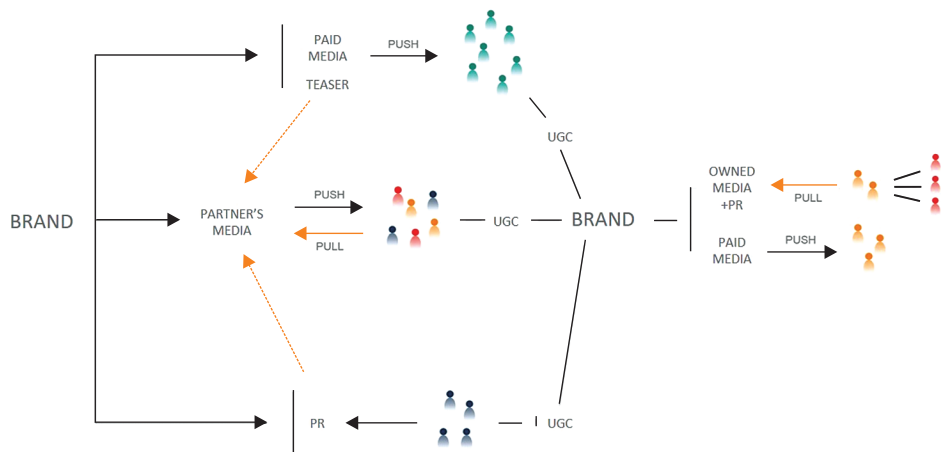 PAID
MEDIA
PUSH
TEASER
UGC
BRAND
PARTNER'S
MEDIA
PUSH
PULL
UGC
BRAND
OWNED
MEDIA
+PR
PULL
PAID
MEDIA
PUSH
PR
UGC